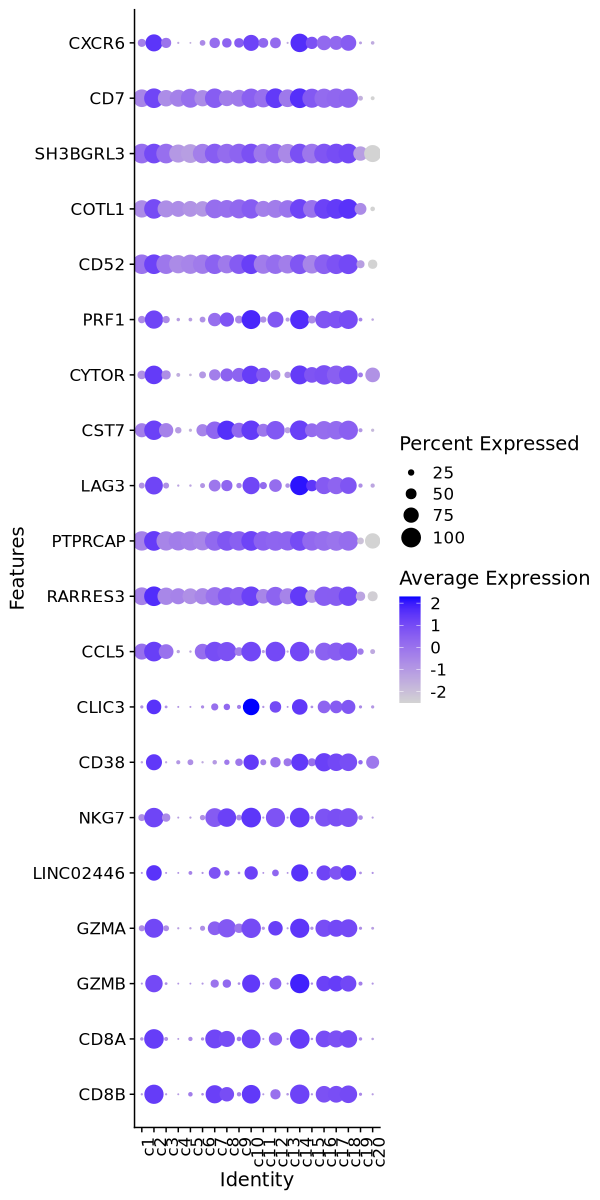 CXCR6
CD7
SH3BGRL3
COTL1
CD52
PRF1
CYTOR
CST7
LAG3
PTPRCAP
RARRES3
CCL5
CLIC3
CD38
NKG7
LINC02446
GZMA
GZMB
CD8A
CD8B
Features
c1 c2 c3 c4 c5 c6 c7 c8 c9 c10 c11 c12 c13 c14 c15 c16 c17 c18 c19 c20
Identity
Percent Expressed
25
50
75
100
Average Expression
2
1
0
-1
-2